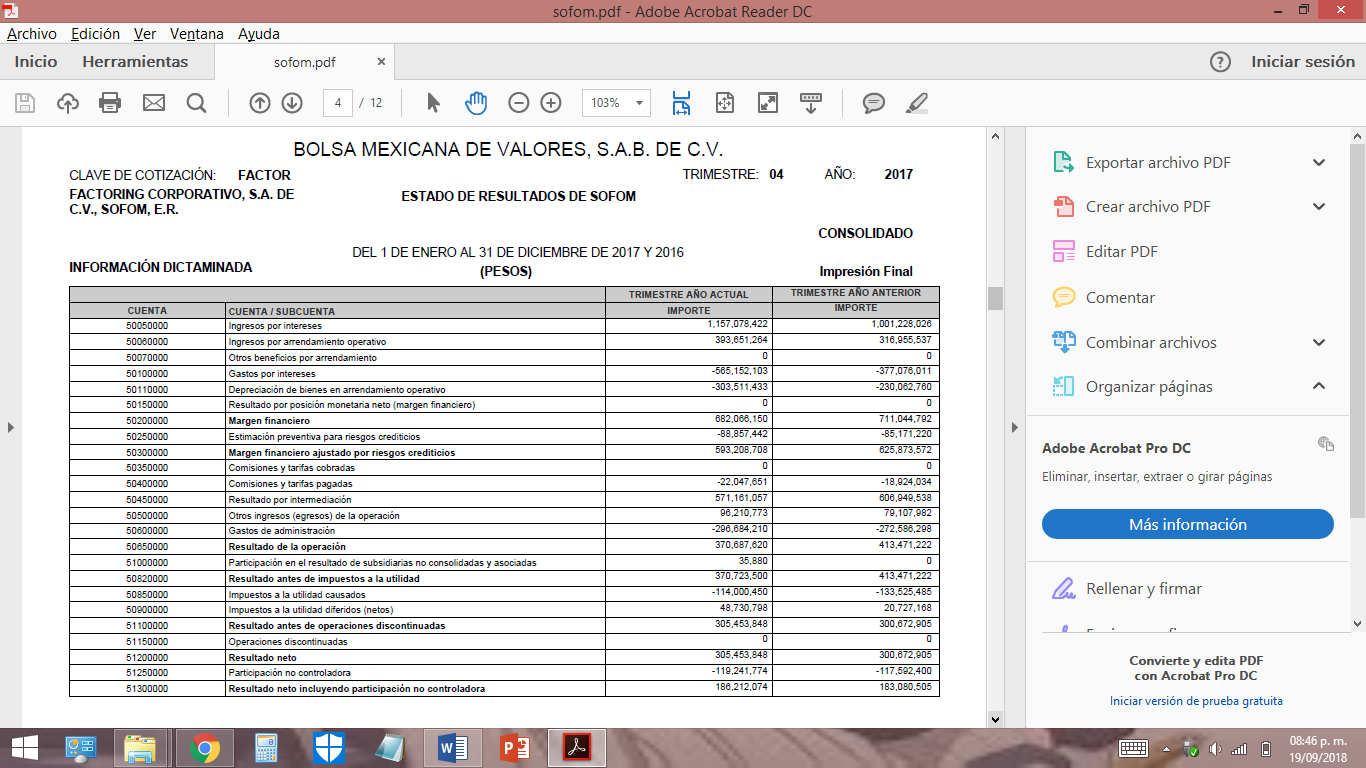 sofom.pdf - Adobe Acrobat Reader DC
Archivo Edición Ver Ventana Ayuda
Inicio Herramientas sofom.pdf × Iniciar sesión
4 / 12 103%
BOLSA MEXICANA DE VALORES, S.A.B. DE C.V.
CLAVE DE COTIZACIÓN: FACTOR TRIMESTRE: 04 AÑO: 2017
FACTORING CORPORATIVO, S.A. DE
C.V., SOFOM, E.R.
ESTADO DE RESULTADOS DE SOFOM
CONSOLIDADO
DEL 1 DE ENERO AL 31 DE DICIEMBRE DE 2017 Y 2016
INFORMACIÓN DICTAMINADA (PESOS) Impresión Final
TRIMESTRE AÑO ACTUAL TRIMESTRE AÑO ANTERIOR
CUENTA CUENTA / SUBCUENTA IMPORTE IMPORTE
50050000 Ingresos por intereses 1,157,078,422 1,001,228,026
50060000 Ingresos por arrendamiento operativo 393,651,264 316,955,537
50070000 Otros beneficios por arrendamiento 0 0
50100000 Gastos por intereses -565,152,103 -377,076,011
50110000 Depreciación de bienes en arrendamiento operativo -303,511,433 -230,062,760
50150000 Resultado por posición monetaria neto (margen financiero) 0 0
50200000 Margen financiero 682,066,150 711,044,792
50250000 Estimación preventiva para riesgos crediticios -88,857,442 -85,171,220
50300000 Margen financiero ajustado por riesgos crediticios 593,208,708 625,873,572
50350000 Comisiones y tarifas cobradas 0 0
50400000 Comisiones y tarifas pagadas -22,047,651 -18,924,034
50450000 Resultado por intermediación 571,161,057 606,949,538
50500000 Otros ingresos (egresos) de la operación 96,210,773 79,107,982
50600000 Gastos de administración -296,684,210 -272,586,298
50650000 Resultado de la operación 370,687,620 413,471,222
51000000 Participación en el resultado de subsidiarias no consolidadas y asociadas 35,880 0
50820000 Resultado antes de impuestos a la utilidad 370,723,500 413,471,222
50850000 Impuestos a la utilidad causados -114,000,450 -133,525,485
50900000 Impuestos a la utilidad diferidos (netos) 48,730,798 20,727,168
51100000 Resultado antes de operaciones discontinuadas 305,453,848 300,672,905
51150000 Operaciones discontinuadas 0 0
51200000 Resultado neto 305,453,848 300,672,905
51250000 Participación no controladora -119,241,774 -117,592,400
51300000 Resultado neto incluyendo participación no controladora 186,212,074 183,080,505
Exportar archivo PDF
Crear archivo PDF
Editar PDF
Comentar
Combinar archivos
Organizar páginas
Adobe Acrobat Pro DC
Eliminar, insertar, extraer o girar páginas
Más información
Rellenar y firmar
Convierte y edita PDF
con Acrobat Pro DC
Iniciar versión de prueba gratuita
08:46 p. m.
19/09/2018